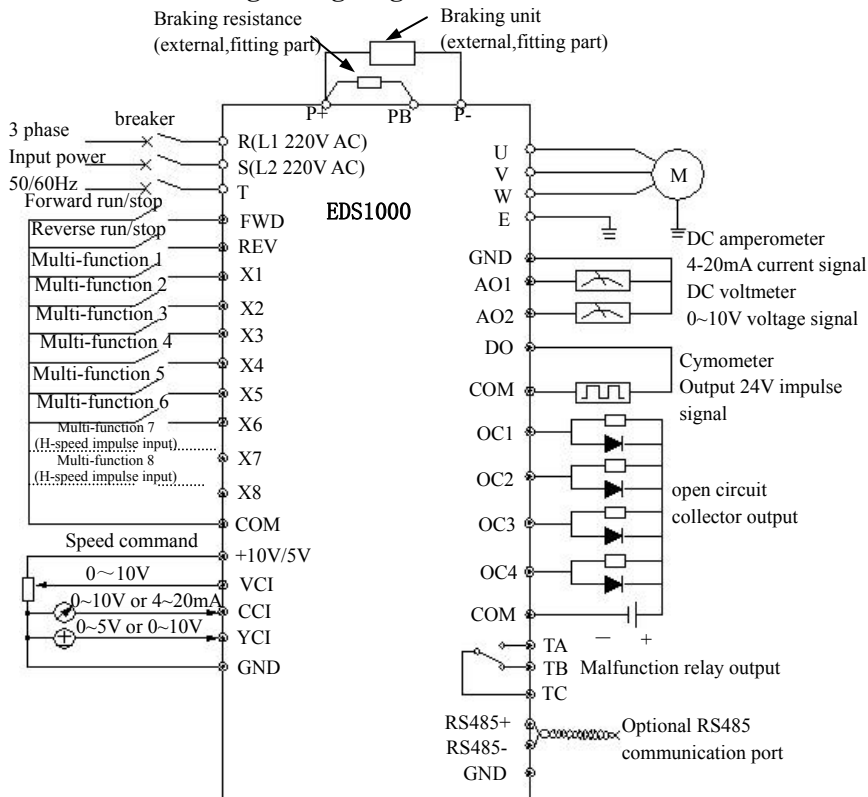 Braking resistance
(external,fitting part)
Braking unit
(external,fitting part)
P+
PB
P-
3 phase
breaker
Input power
50/60Hz
R(L1 220V AC)
S(L2 220V AC)
T
EDS1000
Forward run/stop
FWD
Reverse run/stop
REV
Multi-function 1
X1
Multi-function 2
X2
Multi-function 3
X3
Multi-function 4
X4
Multi-function 5
X5
Multi-function 6
X6
Multi-function 7
(H-speed impulse input)
X7
Multi-function 8
(H-speed impulse input)
X8
COM
Speed command
+10V/5V
0～10V
VCI
0~10V or 4~20mA
CCI
0~5V or 0~10V
YCI
GND
U
V
W
M
E
GND
AO1
AO2
DC amperometer
4-20mA current signal
DC voltmeter
0~10V voltage signal
DO
COM
Cymometer
Output 24V impulse
signal
OC1
OC2
OC3
OC4
open circuit
collector output
COM
— +
TA
TB
TC
Malfunction relay output
RS485+
RS485-
GND
Optional RS485
communication port